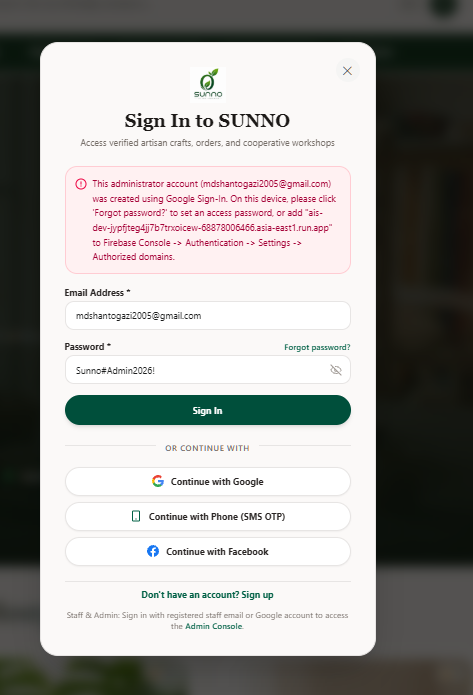 SUNNO
Sign In to SUNNO
Access verified artisan crafts, orders, and cooperative workshops
This administrator account (mdshantogazi2005@gmail.com)
was created using Google Sign-In. On this device, please click
'Forgot password?' to set an access password, or add "ais-
dev-jypfjteg4jj7b7trxoicew-68878006466.asia-east1.run.app"
to Firebase Console -> Authentication -> Settings ->
Authorized domains.
Email Address *
mdshantogazi2005@gmail.com
Password *
Forgot password?
Sunno#Admin2026!
Sign In
OR CONTINUE WITH
Continue with Google
Continue with Phone (SMS OTP)
Continue with Facebook
Don't have an account? Sign up
Staff & Admin: Sign in with registered staff email or Google account to access
the Admin Console.